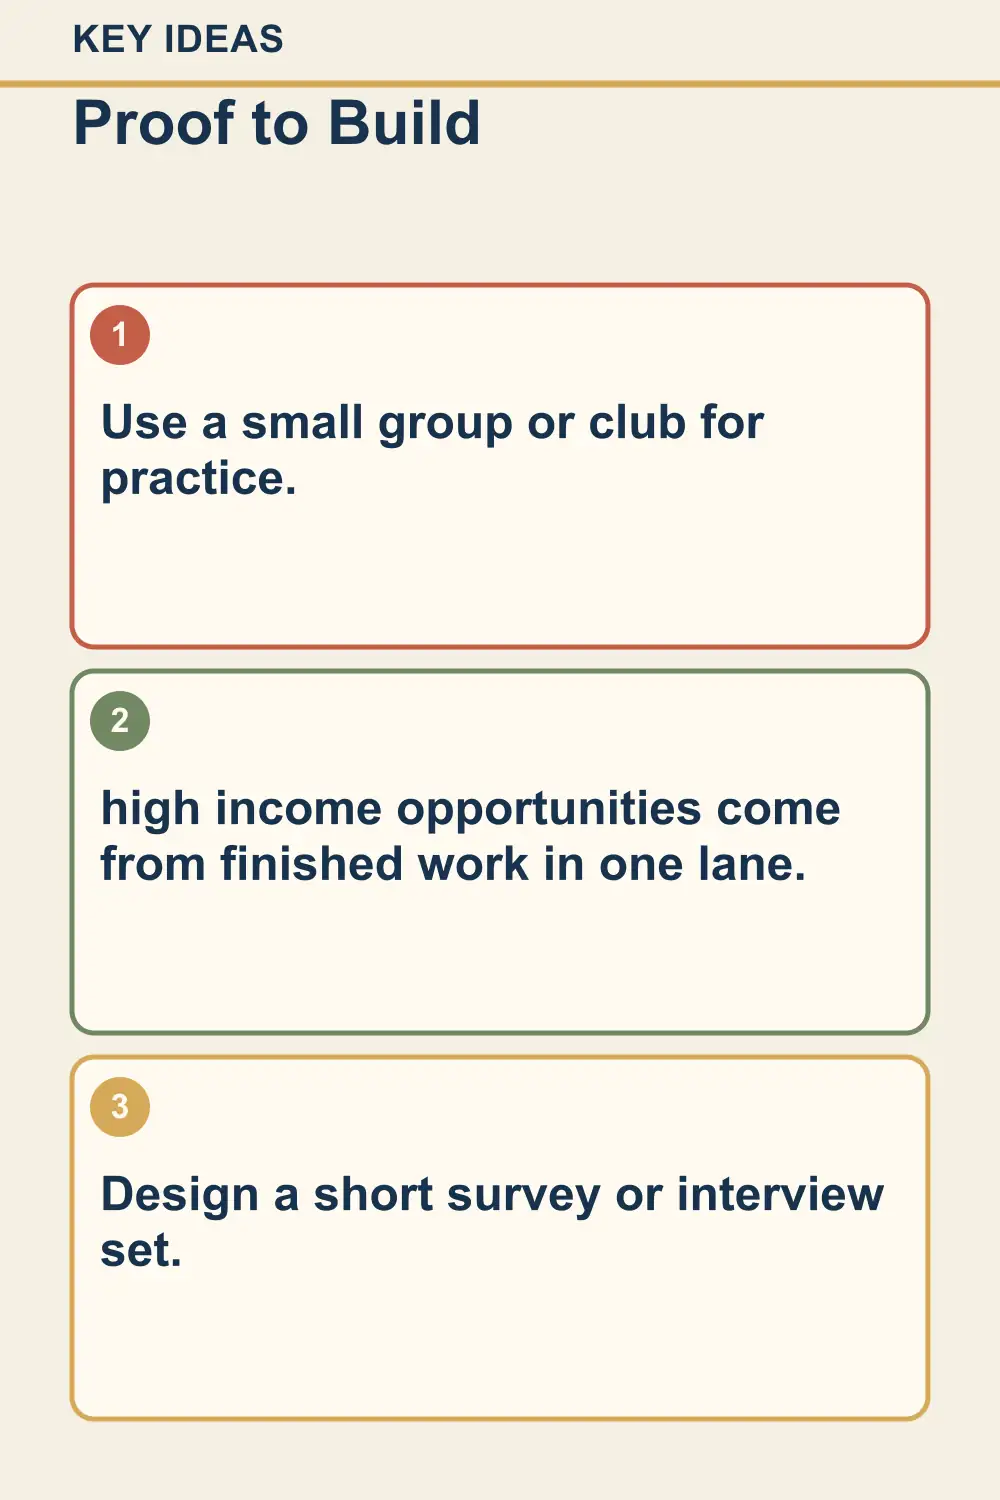 KEY IDEAS
Proof to Build
1
Use a small group or club for
practice.
2
high income opportunities come
from finished work in one lane.
3
Design a short survey or interview
set.